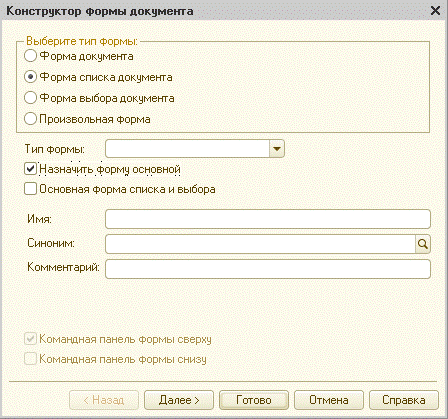 Конструктор формы документа
Выберите тип формы:
Форма документа
Форма списка документа
Форма выбора документа
Произвольная форма
Тип формы:
Назначить форму основной
Основная форма списка и выбора
Имя:
Синоним:
Комментарий:
Командная панель формы сверху
Командная панель формы снизу
< Назад Далее > Готово Отмена Справка